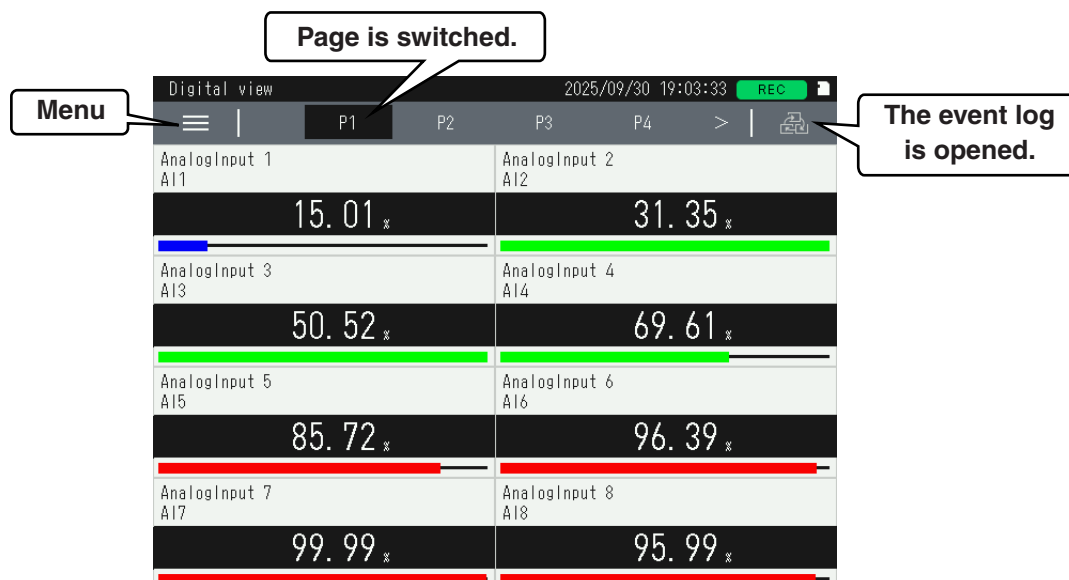 Page is switched.
Menu
The event log
is opened.
Digital view 2025/09/30 19:03:33 REC
P1 P2 P3 P4 >
AnalogInput 1
AI1
15.01 %
AnalogInput 2
AI2
31.35 %
AnalogInput 3
AI3
50.52 %
AnalogInput 4
AI4
69.61 %
AnalogInput 5
AI5
85.72 %
AnalogInput 6
AI6
96.39 %
AnalogInput 7
AI7
99.99 %
AnalogInput 8
AI8
95.99 %